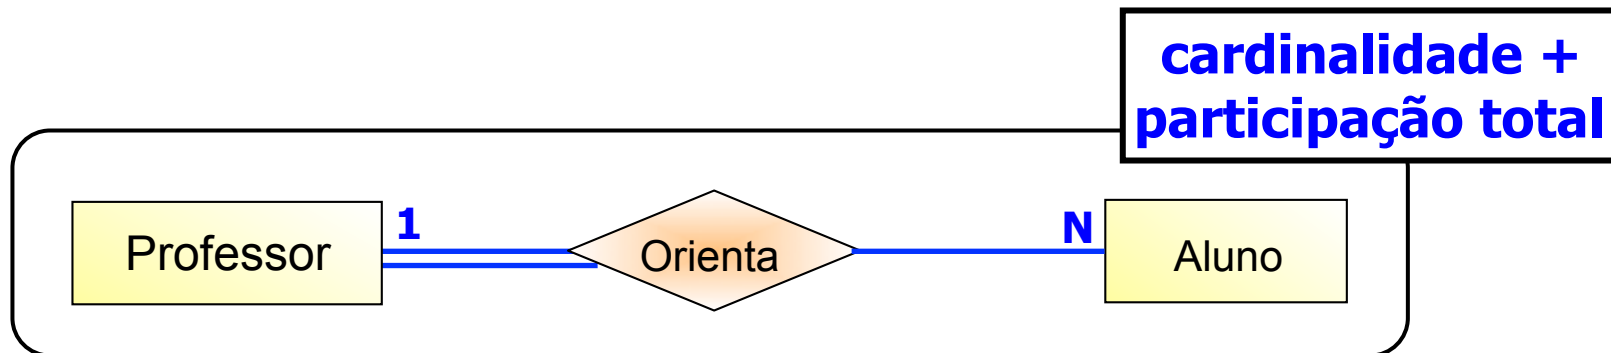 cardinalidade +
participação total
Professor 1 Orienta N Aluno